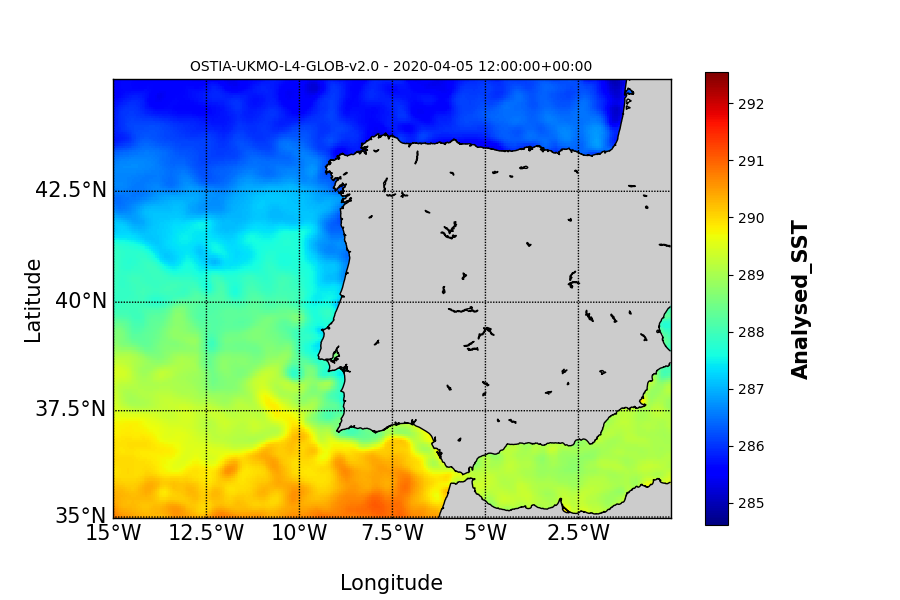 OSTIA-UKMO-L4-GLOB-v2.0 - 2020-04-05 12:00:00+00:00
42.5°N
40°N
37.5°N
35°N
15°W 12.5°W 10°W 7.5°W 5°W 2.5°W
Longitude
Latitude
292
291
290
289
288
287
286
285
Analysed_SST